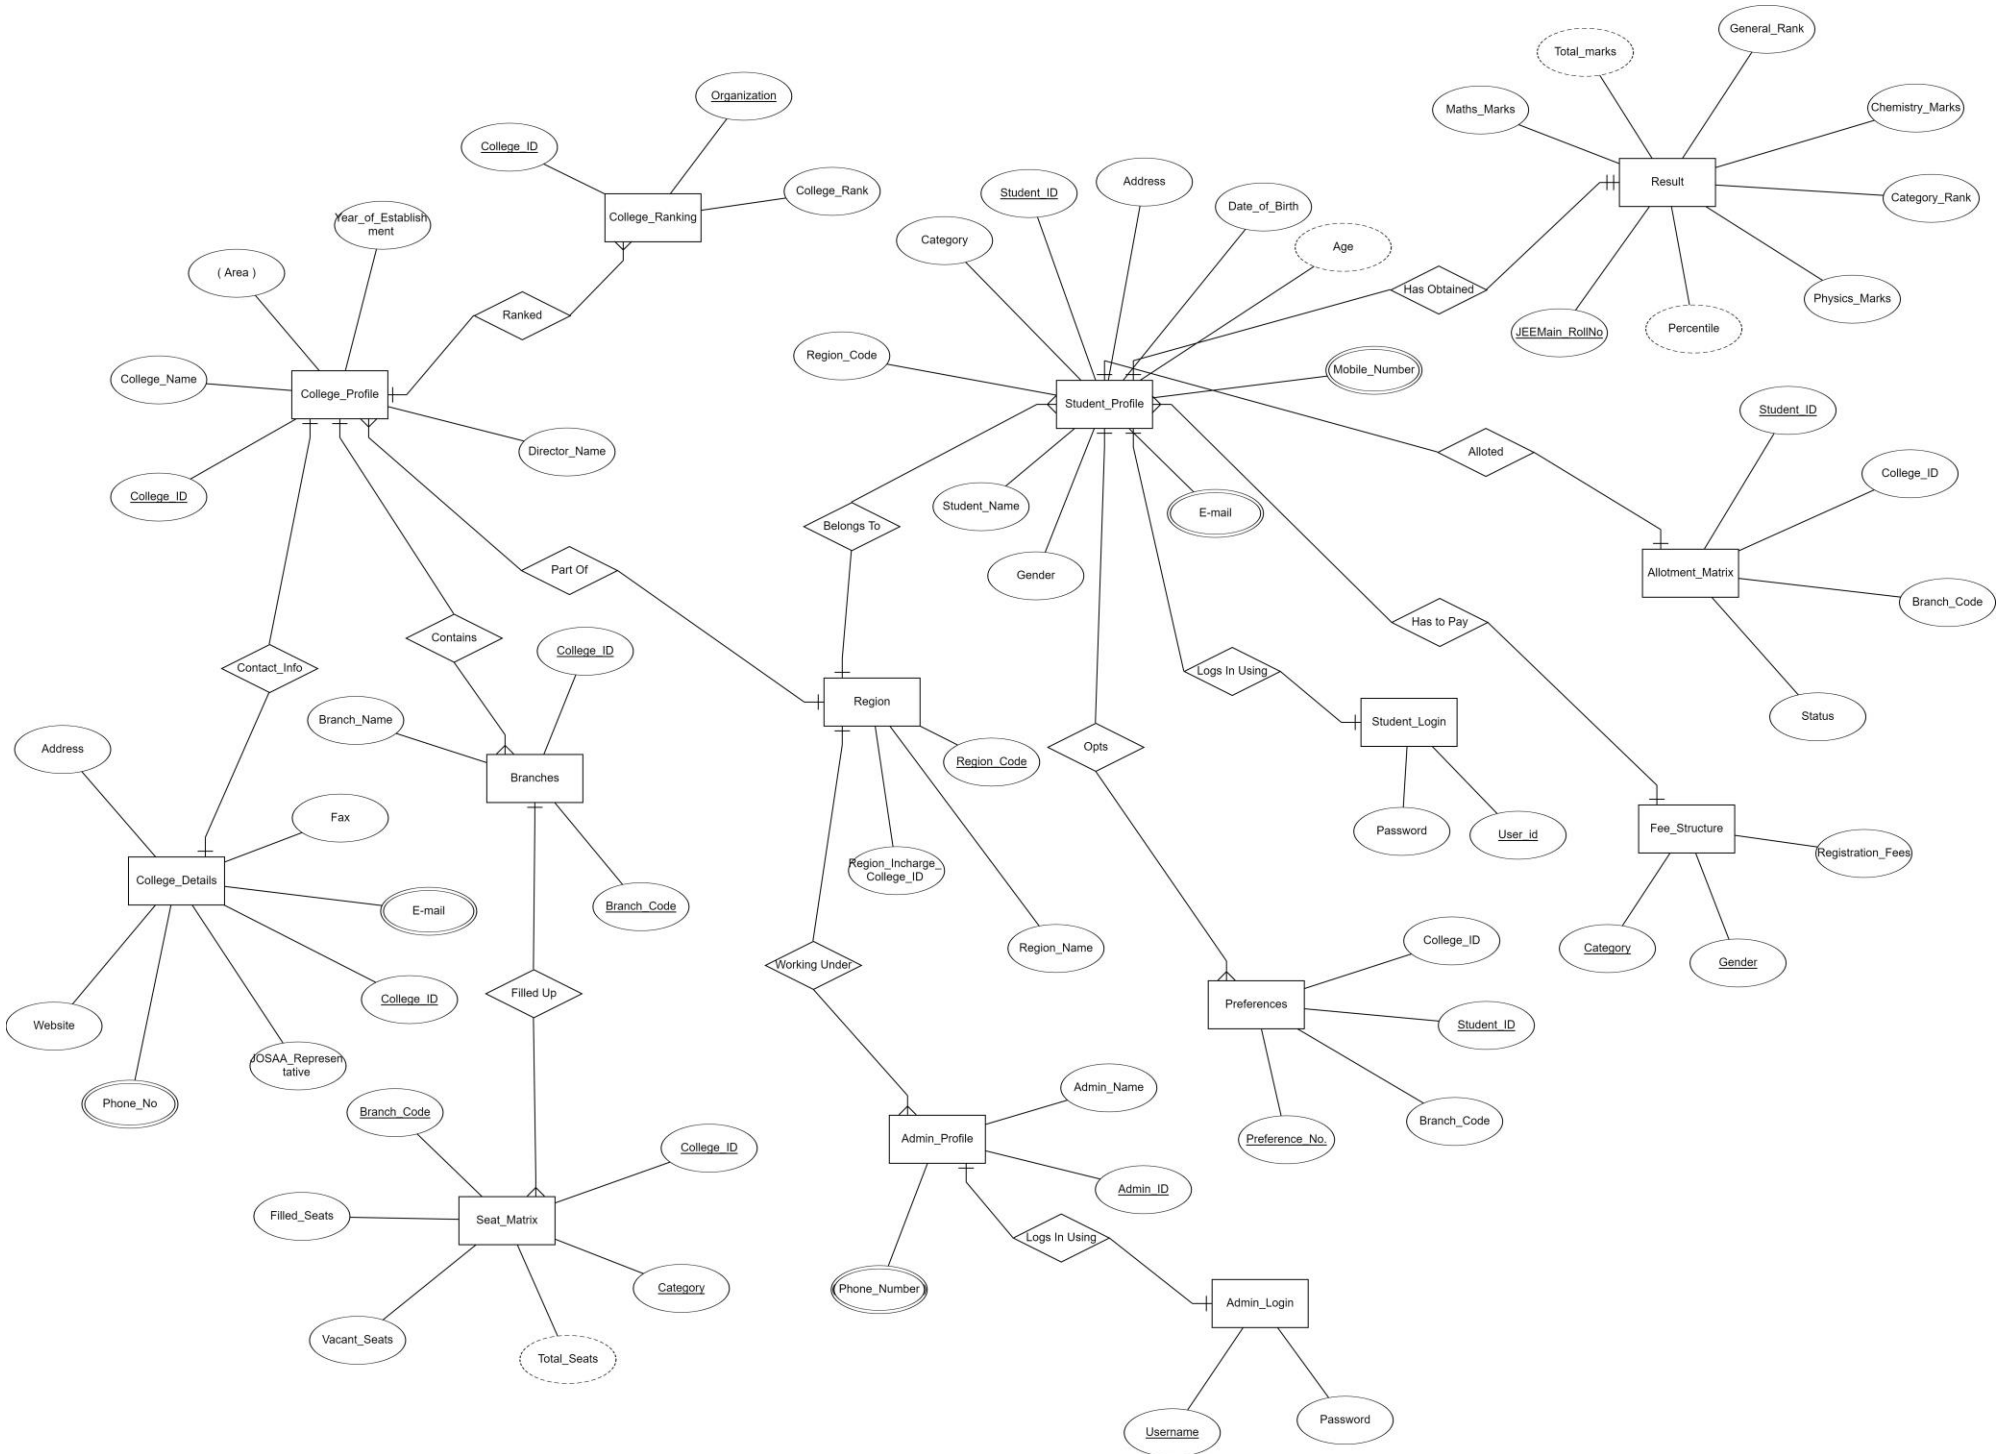 General_Rank
Total_marks
Organization
Maths_Marks
Chemistry_Marks
College_ID
College_Rank
Student_ID
Address
Result
Category_Rank
Date_of_Birth
College_Ranking
Year_of_Establish
ment
Category
Age
( Area )
Has Obtained
Physics_Marks
Ranked
JEEMain_RollNo
Percentile
Region_Code
Mobile_Number
College_Name
College_Profile
Student_Profile
Student_ID
Director_Name
Alloted
College_ID
College_ID
Student_Name
E-mail
Belongs To
Part Of
Gender
Allotment_Matrix
Branch_Code
Has to Pay
Contains
College_ID
Contact_Info
Logs In Using
Region
Status
Branch_Name
Student_Login
Address
Opts
Region_Code
Branches
Fax
Password
User_id
Fee_Structure
Registration_Fees
Region_Incharge_
College_ID
College_Details
E-mail
Branch_Code
Region_Name
College_ID
Category
Gender
Working Under
Filled Up
College_ID
Preferences
Student_ID
Website
JOSAA_Represen
tative
Phone_No
Admin_Name
Branch_Code
Branch_Code
Admin_Profile
Preference_No.
College_ID
Admin_ID
Filled_Seats
Seat_Matrix
Logs In Using
Category
Phone_Number
Admin_Login
Vacant_Seats
Total_Seats
Password
Username